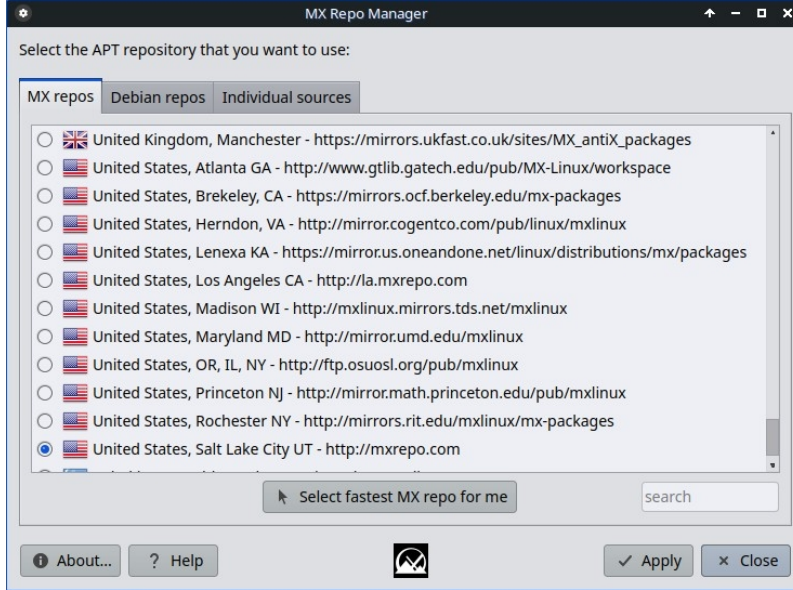 MX Repo Manager
Select the APT repository that you want to use:
MX repos Debian repos Individual sources
United Kingdom, Manchester - https://mirrors.ukfast.co.uk/sites/MX_antiX_packages
United States, Atlanta GA - http://www.gtlib.gatech.edu/pub/MX-Linux/workspace
United States, Brekeley, CA - https://mirrors.ocf.berkeley.edu/mx-packages
United States, Herndon, VA - http://mirror.cogentco.com/pub/linux/mxlinux
United States, Lenexa KA - https://mirror.us.oneandone.net/linux/distributions/mx/packages
United States, Los Angeles CA - http://la.mxrepo.com
United States, Madison WI - http://mxlinux.mirrors.tds.net/mxlinux
United States, Maryland MD - http://mirror.umd.edu/mxlinux
United States, OR, IL, NY - http://ftp.osuosl.org/pub/mxlinux
United States, Princeton NJ - http://mirror.math.princeton.edu/pub/mxlinux
United States, Rochester NY - http://mirrors.rit.edu/mxlinux/mx-packages
United States, Salt Lake City UT - http://mxrepo.com
Select fastest MX repo for me search
About... ? Help Apply Close